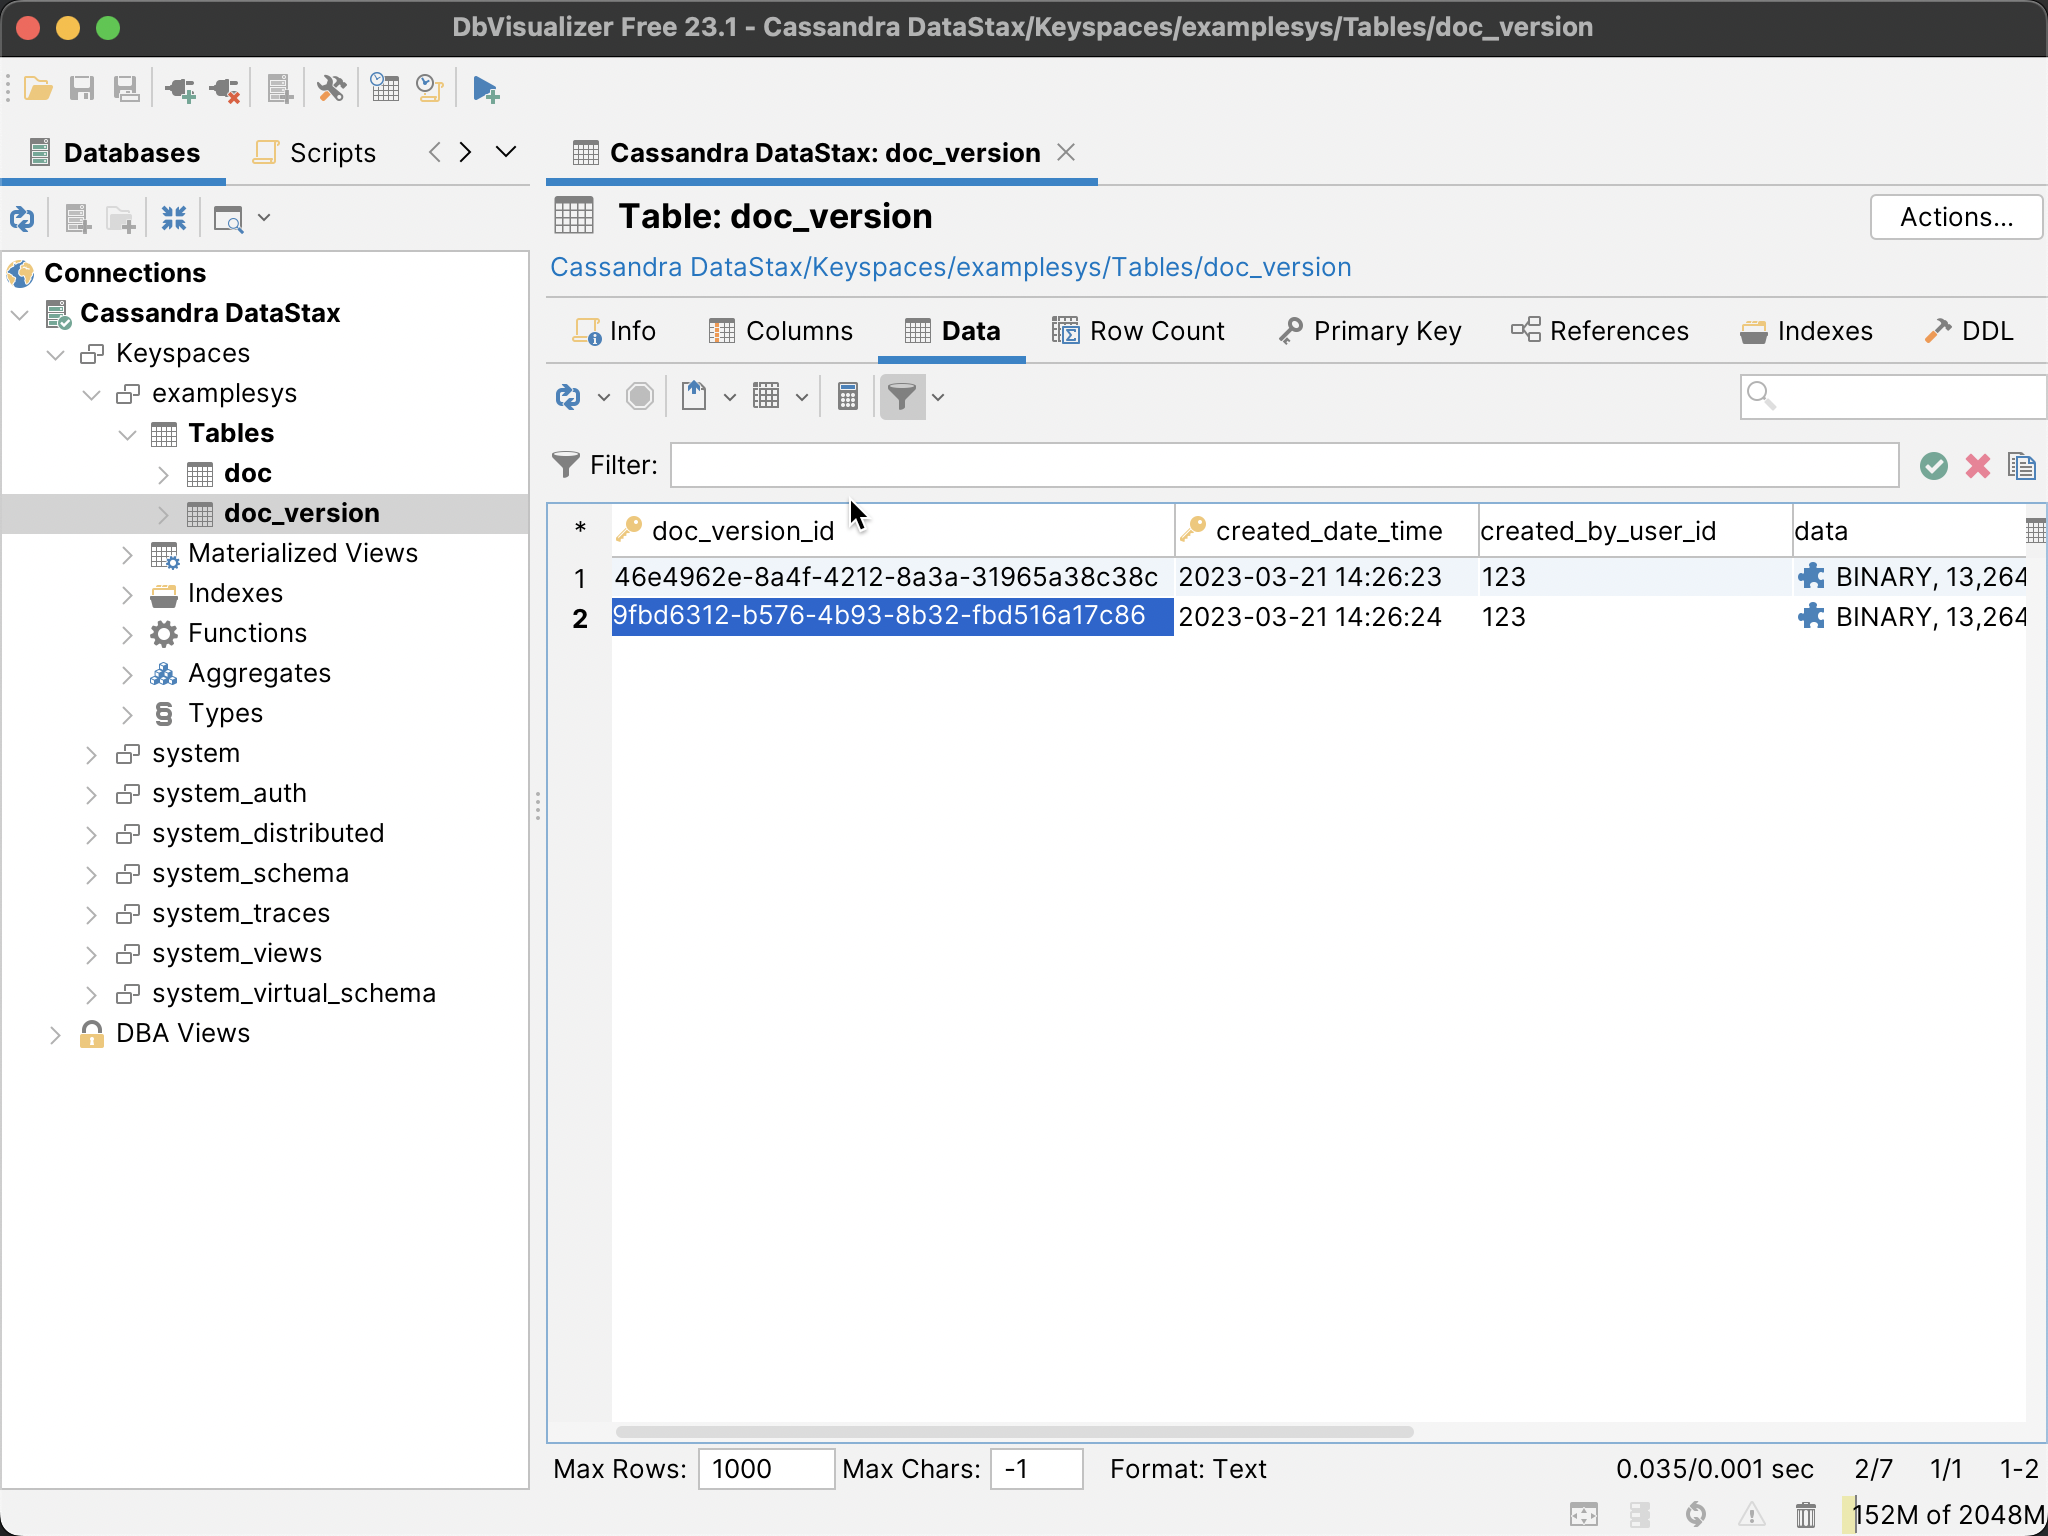 DbVisualizer Free 23.1 - Cassandra DataStax/Keyspaces/examplesys/Tables/doc_version
Databases
Scripts
Cassandra DataStax: doc_version
Connections
Cassandra DataStax
Keyspaces
examplesys
Tables
doc
doc_version
Materialized Views
Indexes
Functions
Aggregates
Types
system
system_auth
system_distributed
system_schema
system_traces
system_views
system_virtual_schema
DBA Views
Table: doc_version
Actions...
Cassandra DataStax/Keyspaces/examplesys/Tables/doc_version
Info Columns Data Row Count Primary Key References Indexes DDL
Filter:
* doc_version_id created_date_time created_by_user_id data
1 46e4962e-8a4f-4212-8a3a-31965a38c38c 2023-03-21 14:26:23 123 BINARY, 13,264
2 9fbd6312-b576-4b93-8b32-fbd516a17c86 2023-03-21 14:26:24 123 BINARY, 13,264
Max Rows: 1000 Max Chars: -1 Format: Text 0.035/0.001 sec 2/7 1/1 1-2
152M of 2048M